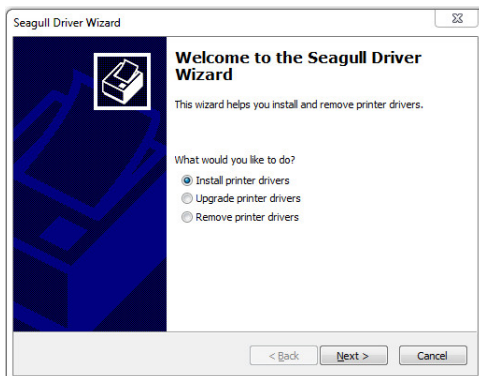 Seagull Driver Wizard
Welcome to the Seagull Driver
Wizard
This wizard helps you install and remove printer drivers.
What would you like to do?
Install printer drivers
Upgrade printer drivers
Remove printer drivers
< Back Next > Cancel